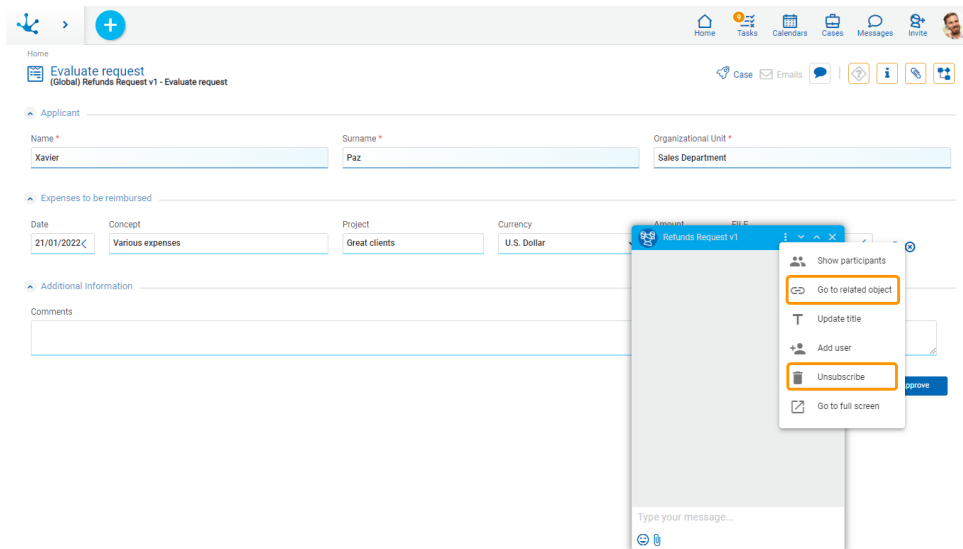 9
Home Tasks Calendars Cases Messages Invite
Home
Evaluate request
(Global) Refunds Request v1 - Evaluate request
Case Emails
Applicant
Name * Surname * Organizational Unit *
Xavier Paz Sales Department
Expenses to be reimbursed
Date Concept Project Currency Amount FILE
21/01/2022 Various expenses Great clients U.S. Dollar
Refunds Request v1
Show participants
Go to related object
Additional Information
Comments
Update title
Add user
Unsubscribe
pprove
Go to full screen
Type your message...